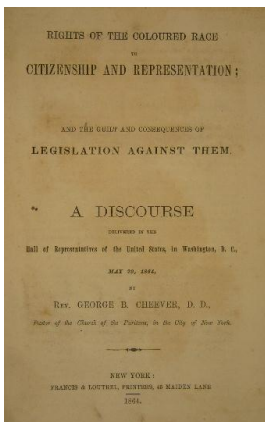 RIGHTS OF THE COLOURED RACE
TO
CITIZENSHIP AND REPRESENTATION;
AND THE GUILT AND CONSEQUENCES OF
LEGISLATION AGAINST THEM.
A DISCOURSE
DELIVERED IN THE
Hall of Representatives of the United States, in Washington, D. C.,
MAY 29, 1864,
BY
REV. GEORGE B. CHEEVER, D. D.,
Pastor of the Church of the Puritans, in the City of New York.
NEW YORK:
FRANCIS & LOUTREL, PRINTERS, 45 MAIDEN LANE
1864.